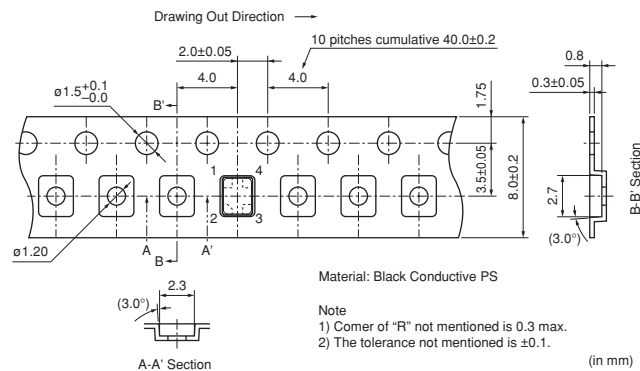 Drawing Out Direction →
10 pitches cumulative 40.0±0.2
2.0±0.05
0.8
4.0
4.0
0.3±0.05
ø1.5+0.1 −0.0
B'
1.75
1
4
3.5±0.05
8.0±0.2
B-B' Section
2.7
2
3
ø1.20
A
A'
B
(3.0°)
Material: Black Conductive PS
2.3
(3.0°)
Note
1) Corner of “R” not mentioned is 0.3 max.
2) The tolerance not mentioned is ±0.1.
A-A' Section
(in mm)